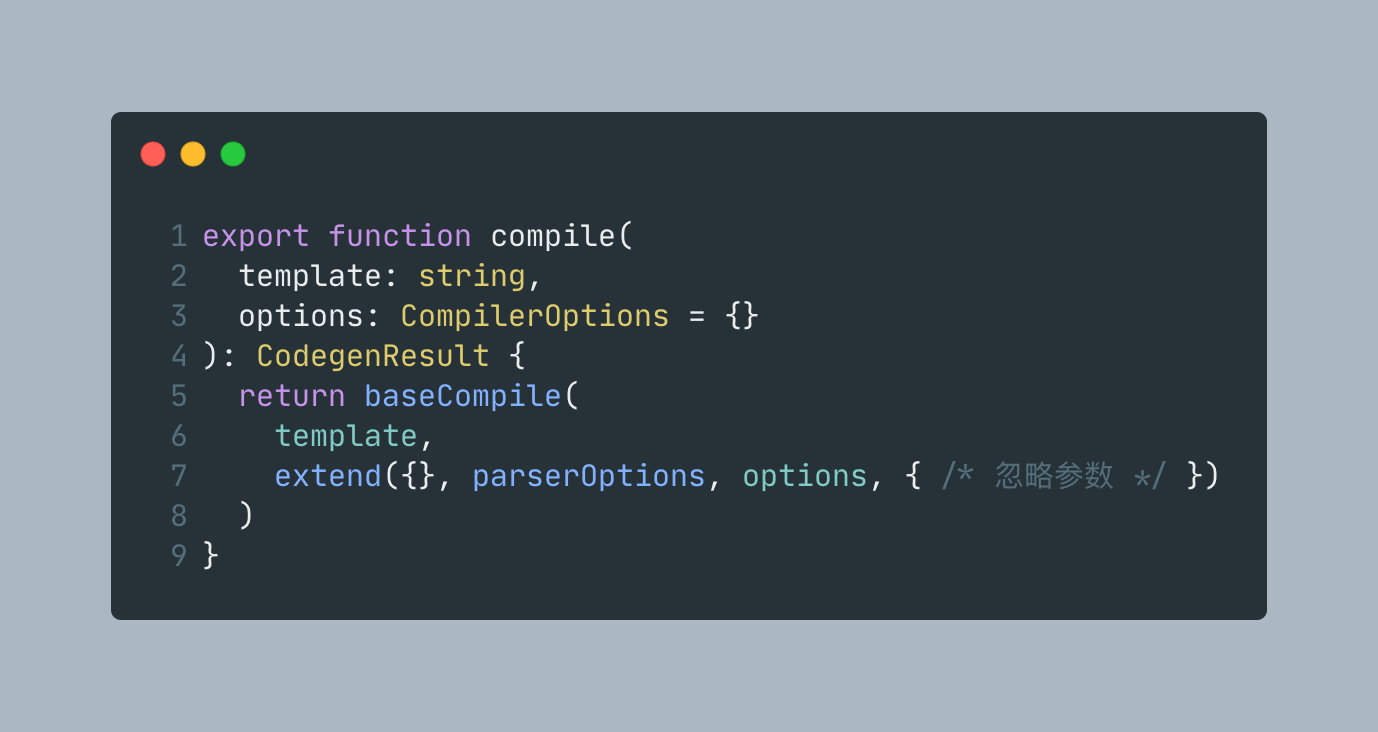 1 export function compile(
2   template: string,
3   options: CompilerOptions = {}
4 ): CodegenResult {
5   return baseCompile(
6     template,
7     extend({}, parserOptions, options, { /* 忽略参数 */ })
8   )
9 }